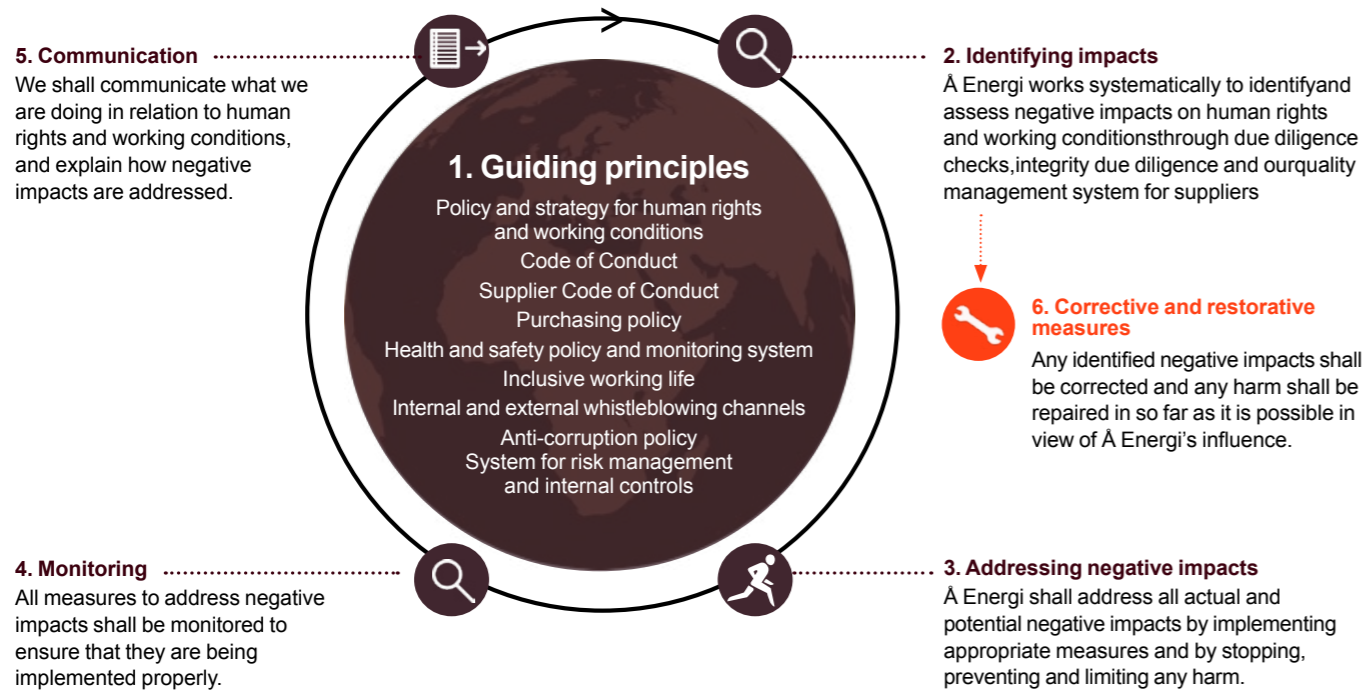 5. Communication
We shall communicate what we
are doing in relation to human
rights and working conditions,
and explain how negative
impacts are addressed.
1. Guiding principles
Policy and strategy for human rights
and working conditions
Code of Conduct
Supplier Code of Conduct
Purchasing policy
Health and safety policy and monitoring system
Inclusive working life
Internal and external whistleblowing channels
Anti-corruption policy
System for risk management
and internal controls
2. Identifying impacts
Å Energi works systematically to identifyand
assess negative impacts on human rights
and working conditionsthrough due diligence
checks,integrity due diligence and ourquality
management system for suppliers
6. Corrective and restorative
measures
Any identified negative impacts shall
be corrected and any harm shall be
repaired in so far as it is possible in
view of Å Energi’s influence.
4. Monitoring
All measures to address negative
impacts shall be monitored to
ensure that they are being
implemented properly.
3. Addressing negative impacts
Å Energi shall address all actual and
potential negative impacts by implementing
appropriate measures and by stopping,
preventing and limiting any harm.